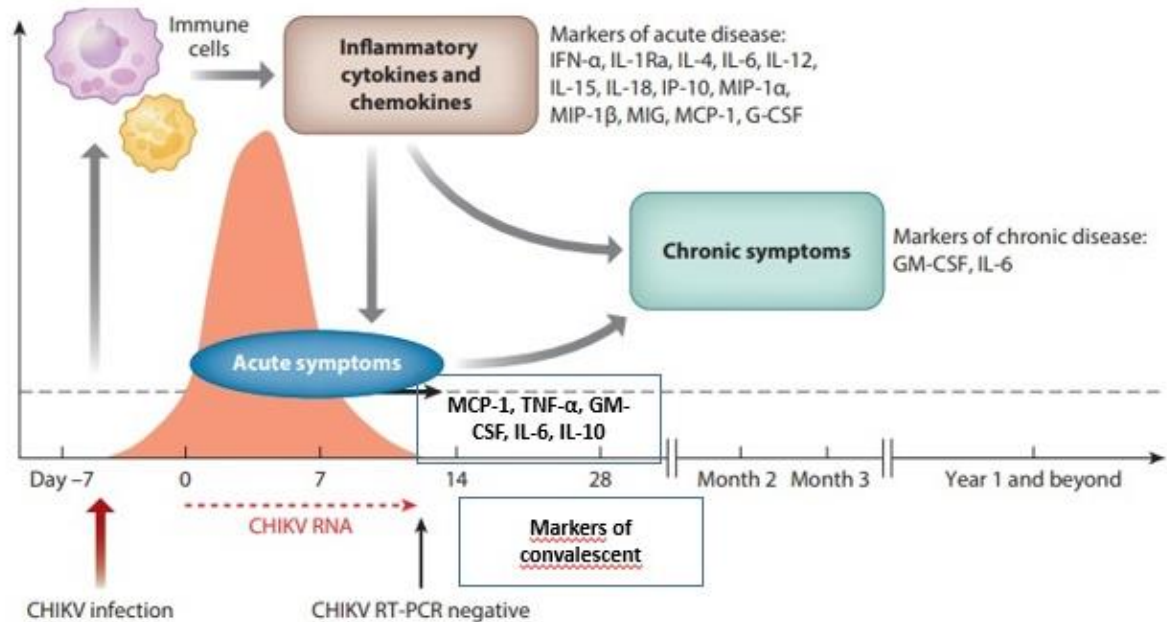 Immune
cells
Inflammatory
cytokines and
chemokines
Markers of acute disease:
IFN-α, IL-1Ra, IL-4, IL-6, IL-12,
IL-15, IL-18, IP-10, MIP-1α,
MIP-1β, MIG, MCP-1, G-CSF
Chronic symptoms
Markers of chronic disease:
GM-CSF, IL-6
Acute symptoms
MCP-1, TNF-α, GM-
CSF, IL-6, IL-10
Day –7 0 7 14 28 Month 2 Month 3 Year 1 and beyond
CHIKV RNA
Markers of
convalescent
CHIKV infection
CHIKV RT-PCR negative